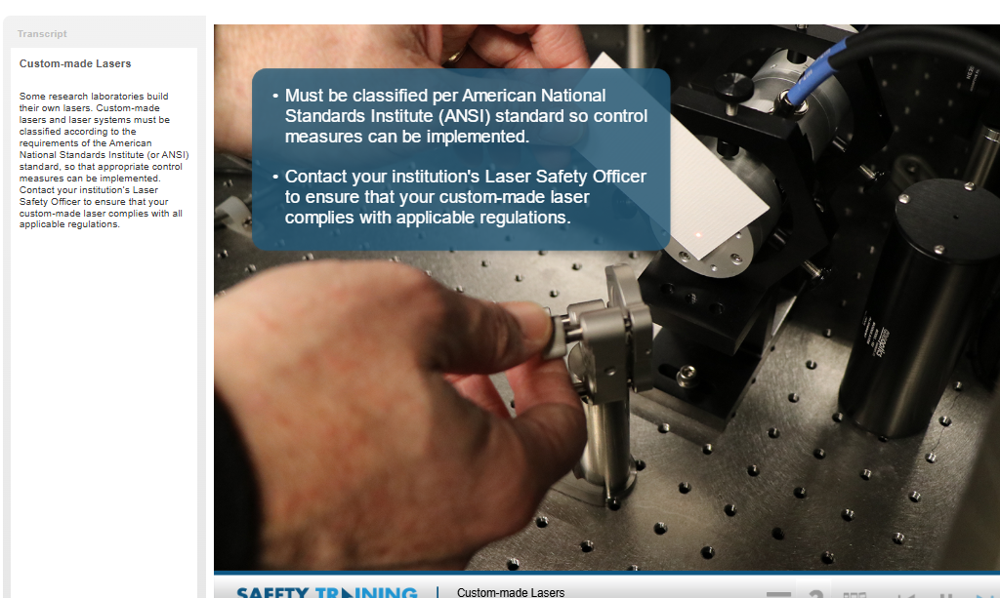 Transcript
Custom-made Lasers
Some research laboratories build
their own lasers. Custom-made
lasers and laser systems must be
classified according to the
requirements of the American
National Standards Institute (or ANSI)
standard, so that appropriate control
measures can be implemented.
Contact your institution's Laser
Safety Officer to ensure that your
custom-made laser complies with all
applicable regulations.
• Must be classified per American National
Standards Institute (ANSI) standard so control
measures can be implemented.
• Contact your institution's Laser Safety Officer
to ensure that your custom-made laser
complies with applicable regulations.
SAFETY TRAINING
Custom-made Lasers